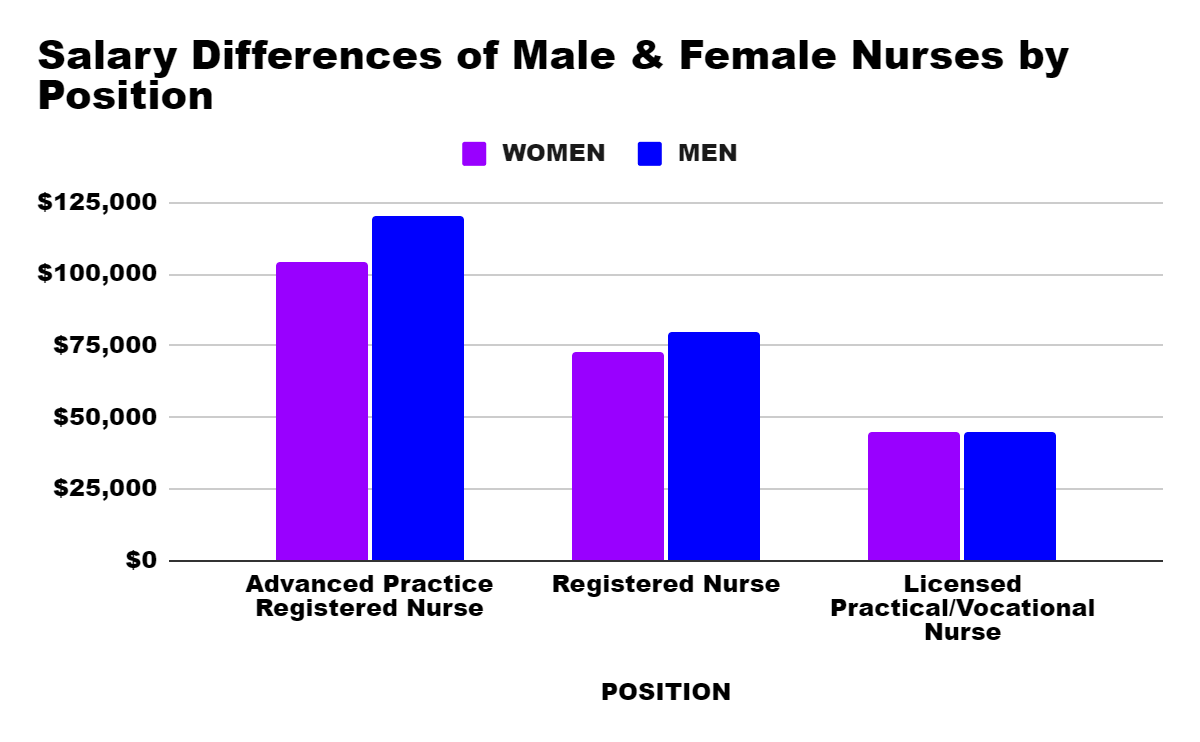 Salary Differences of Male & Female Nurses by
Position
WOMEN MEN
$125,000
$100,000
$75,000
$50,000
$25,000
$0
Advanced Practice
Registered Nurse
Registered Nurse
Licensed
Practical/Vocational
Nurse
POSITION